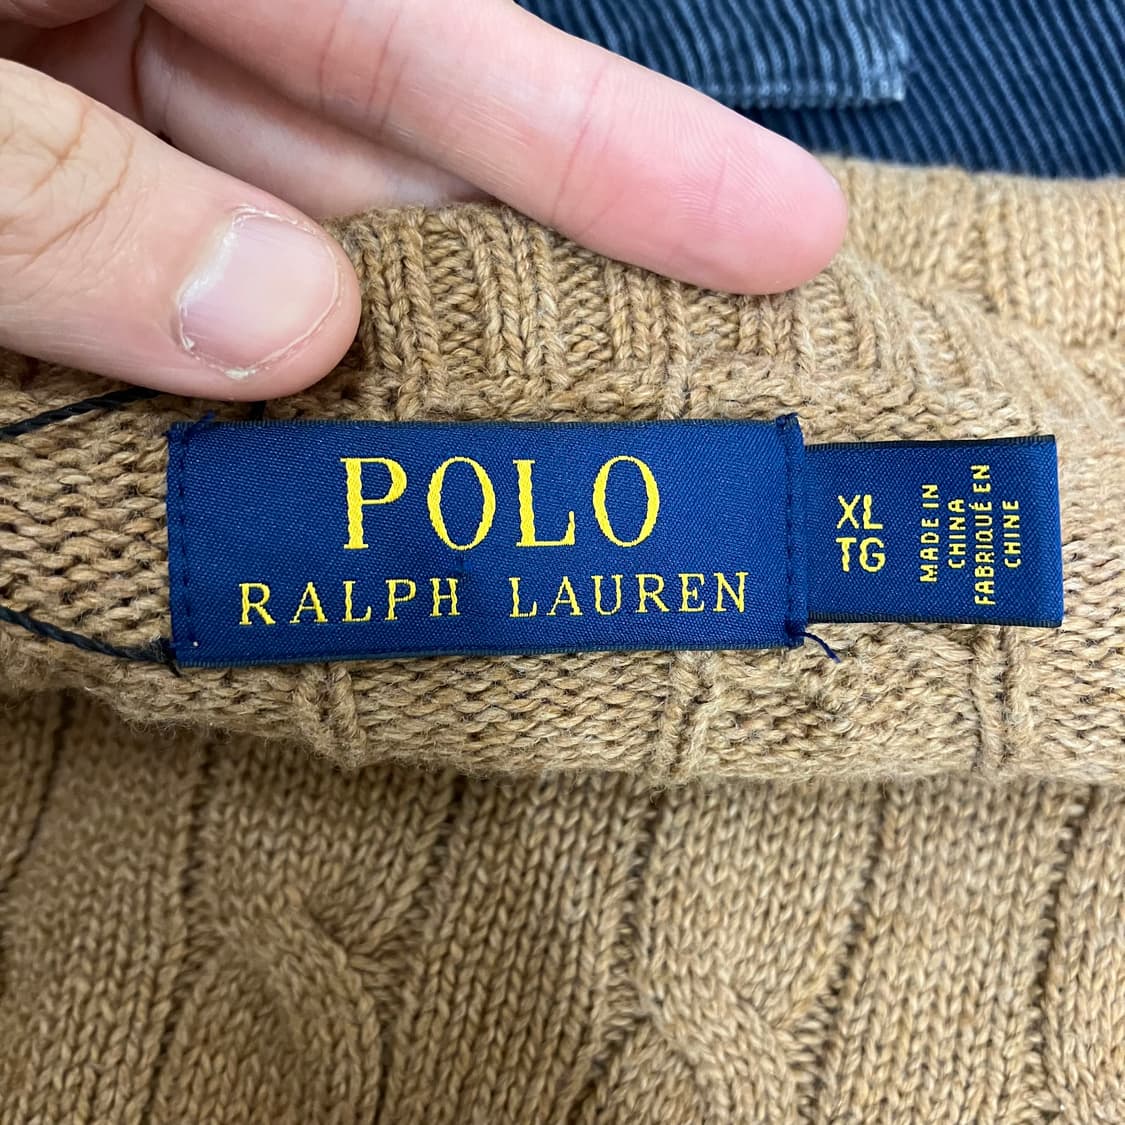 POLO
RALPH LAUREN
XL
TG
MADE IN
CHINA
FABRIQUÉ EN
CHINE